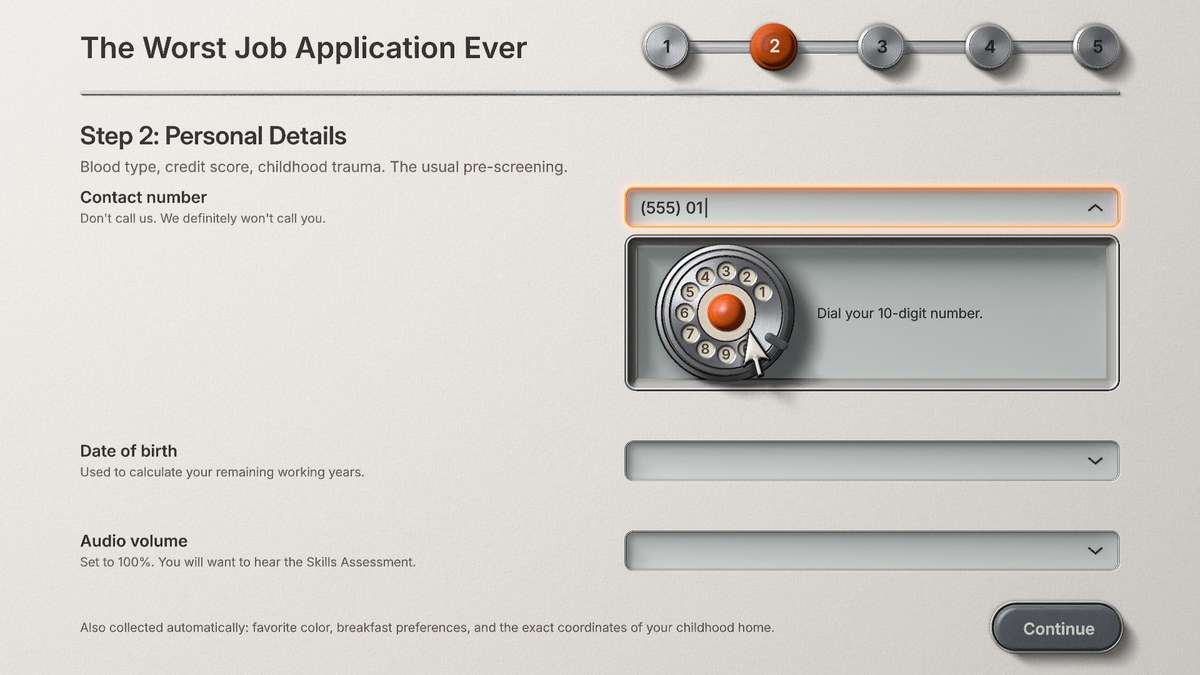 The Worst Job Application Ever
1 2 3 4 5
Step 2: Personal Details
Blood type, credit score, childhood trauma. The usual pre-screening.
Contact number
Don't call us. We definitely won't call you.
(555) 01
4 3 2
5 1
6
7
8 9
Dial your 10-digit number.
Date of birth
Used to calculate your remaining working years.
Audio volume
Set to 100%. You will want to hear the Skills Assessment.
Also collected automatically: favorite color, breakfast preferences, and the exact coordinates of your childhood home.
Continue